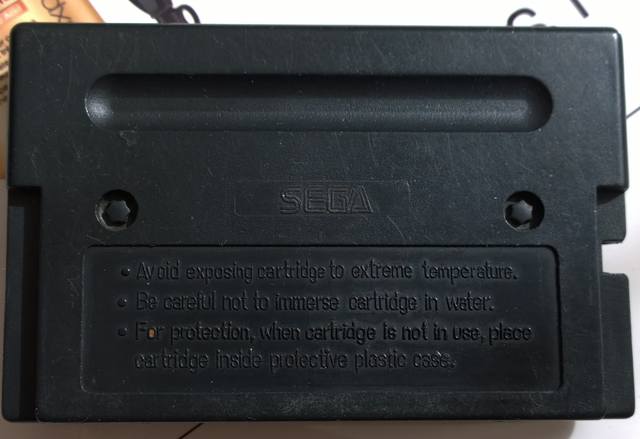 SEGA
• Avoid exposing cartridge to extreme temperature.
• Be careful not to immerse cartridge in water.
• For protection, when cartridge is not in use, place
cartridge inside protective plastic case.